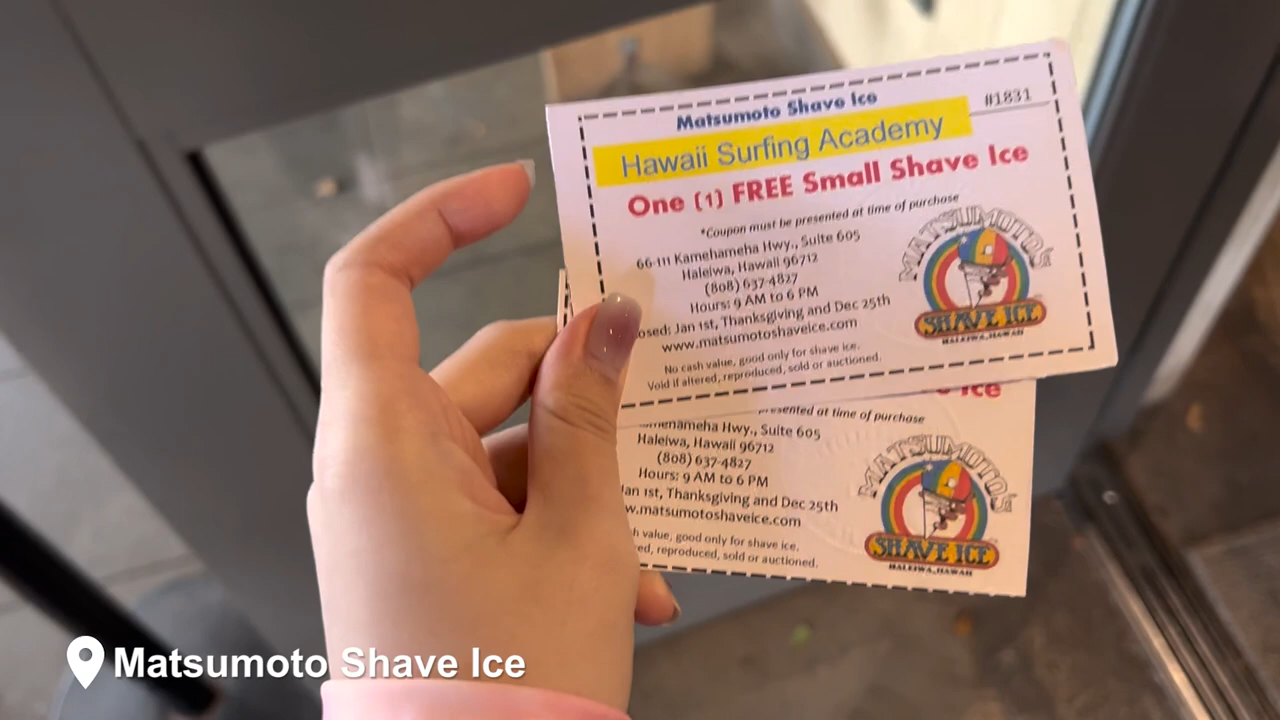 Matsumoto Shave Ice
#1831
Hawaii Surfing Academy
One (1) FREE Small Shave Ice
*Coupon must be presented at time of purchase
66-111 Kamehameha Hwy., Suite 605
Haleiwa, Hawaii 96712
(808) 637-4827
Hours: 9 AM to 6 PM
osed: Jan 1st, Thanksgiving and Dec 25th
www.matsumotoshaveice.com
No cash value, good only for shave ice.
Void if altered, reproduced, sold or auctioned.
MATSUMOTO'S
SHAVE ICE
HALEIWA, HAWAII
Ice
esented at time of purchase
ehameha Hwy., Suite 605
Haleiwa, Hawaii 96712
(808) 637-4827
Hours: 9 AM to 6 PM
Jan 1st, Thanksgiving and Dec 25th
w.matsumotoshaveice.com
h value, good only for shave ice.
ed, reproduced, sold or auctioned.
MATSUMOTO'S
SHAVE ICE
HALEIWA, HAWAII
Matsumoto Shave Ice